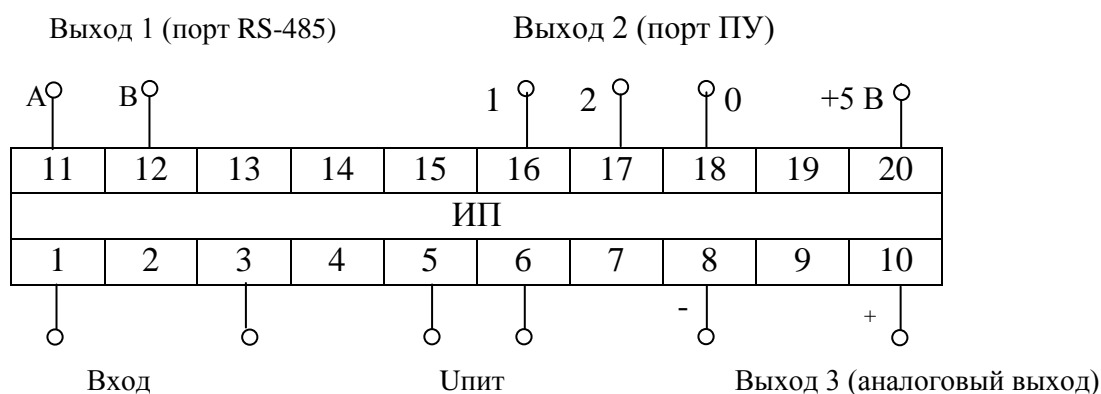 Выход 1 (порт RS-485) Выход 2 (порт ПУ)
A B 1 2 0 +5 В
11 12 13 14 15 16 17 18 19 20
ИП
1 2 3 4 5 6 7 8 9 10
- +
Вход Uпит Выход 3 (аналоговый выход)